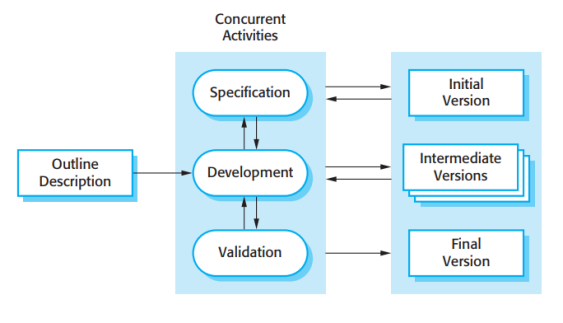 Concurrent
Activities
Outline
Description
Specification
Development
Validation
Initial
Version
Intermediate
Versions
Final
Version